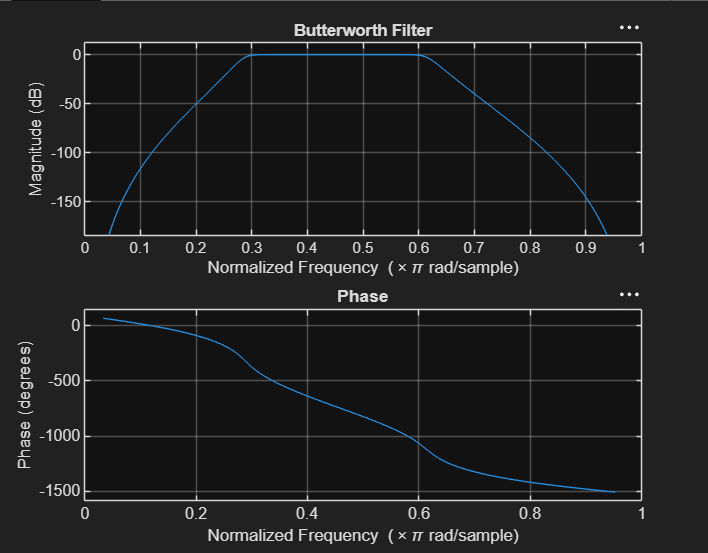 Butterworth Filter
0
-50
-100
-150
Magnitude (dB)
0 0.1 0.2 0.3 0.4 0.5 0.6 0.7 0.8 0.9 1
Normalized Frequency (× π rad/sample)
Phase
0
-500
-1000
-1500
Phase (degrees)
0 0.2 0.4 0.6 0.8 1
Normalized Frequency (× π rad/sample)